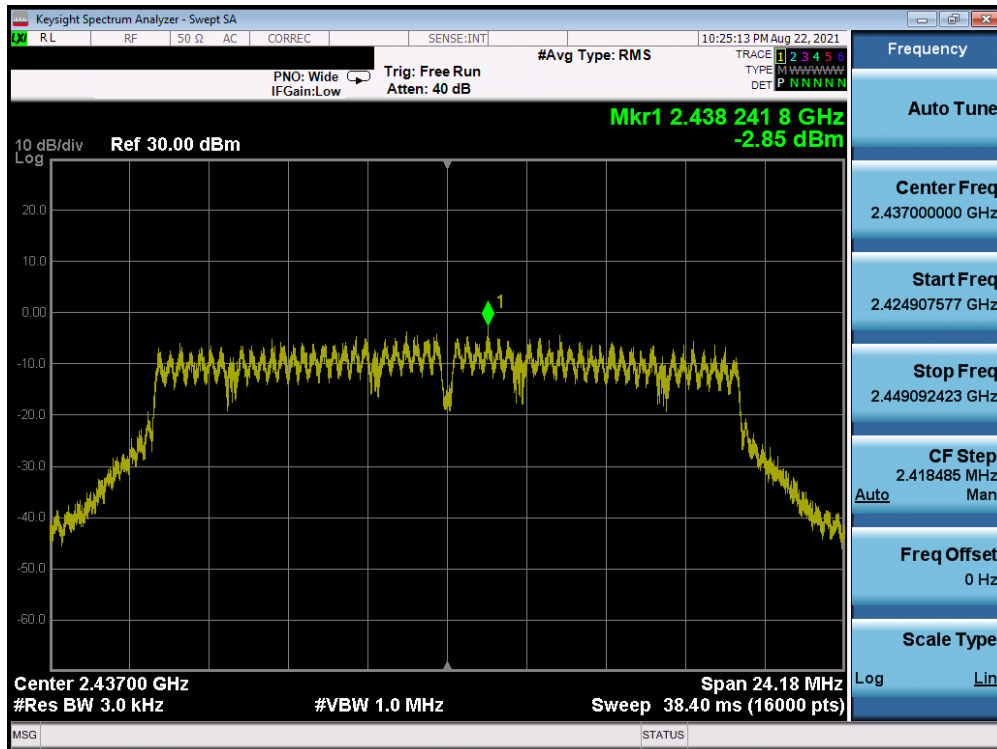 Keysight Spectrum Analyzer - Swept SA
LXI RL RF 50 Ω AC CORREC SENSE:INT 10:25:13 PM Aug 22, 2021
#Avg Type: RMS TRACE 1 2 3 4 5 6
PNO: Wide Trig: Free Run TYPE M WWWWW
IFGain:Low Atten: 40 dB DET P N N N N N
Mkr1 2.438 241 8 GHz
-2.85 dBm
10 dB/div Ref 30.00 dBm
Log
20.0
10.0
0.00
1
-10.0
-20.0
-30.0
-40.0
-50.0
-60.0
Center 2.43700 GHz Span 24.18 MHz
#Res BW 3.0 kHz #VBW 1.0 MHz Sweep 38.40 ms (16000 pts)
MSG STATUS
Frequency
Auto Tune
Center Freq
2.437000000 GHz
Start Freq
2.424907577 GHz
Stop Freq
2.449092423 GHz
CF Step
2.418485 MHz
Auto Man
Freq Offset
0 Hz
Scale Type
Log Lin